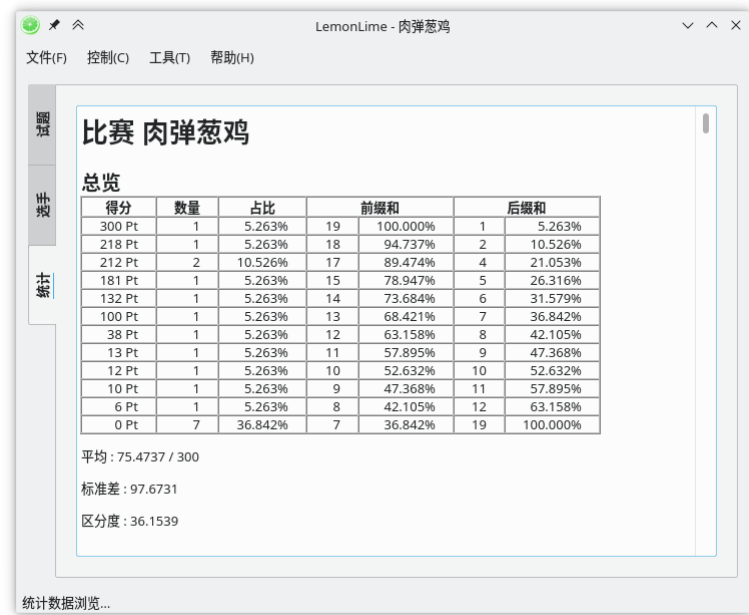 LemonLime - 肉弹葱鸡
文件(F) 控制(C) 工具(T) 帮助(H)
试题
选手
统计
比赛 肉弹葱鸡
总览
得分 数量 占比 前缀和 后缀和
300 Pt 1 5.263% 19 100.000% 1 5.263%
218 Pt 1 5.263% 18 94.737% 2 10.526%
212 Pt 2 10.526% 17 89.474% 4 21.053%
181 Pt 1 5.263% 15 78.947% 5 26.316%
132 Pt 1 5.263% 14 73.684% 6 31.579%
100 Pt 1 5.263% 13 68.421% 7 36.842%
38 Pt 1 5.263% 12 63.158% 8 42.105%
13 Pt 1 5.263% 11 57.895% 9 47.368%
12 Pt 1 5.263% 10 52.632% 10 52.632%
10 Pt 1 5.263% 9 47.368% 11 57.895%
6 Pt 1 5.263% 8 42.105% 12 63.158%
0 Pt 7 36.842% 7 36.842% 19 100.000%
平均 : 75.4737 / 300
标准差 : 97.6731
区分度 : 36.1539
统计数据浏览...